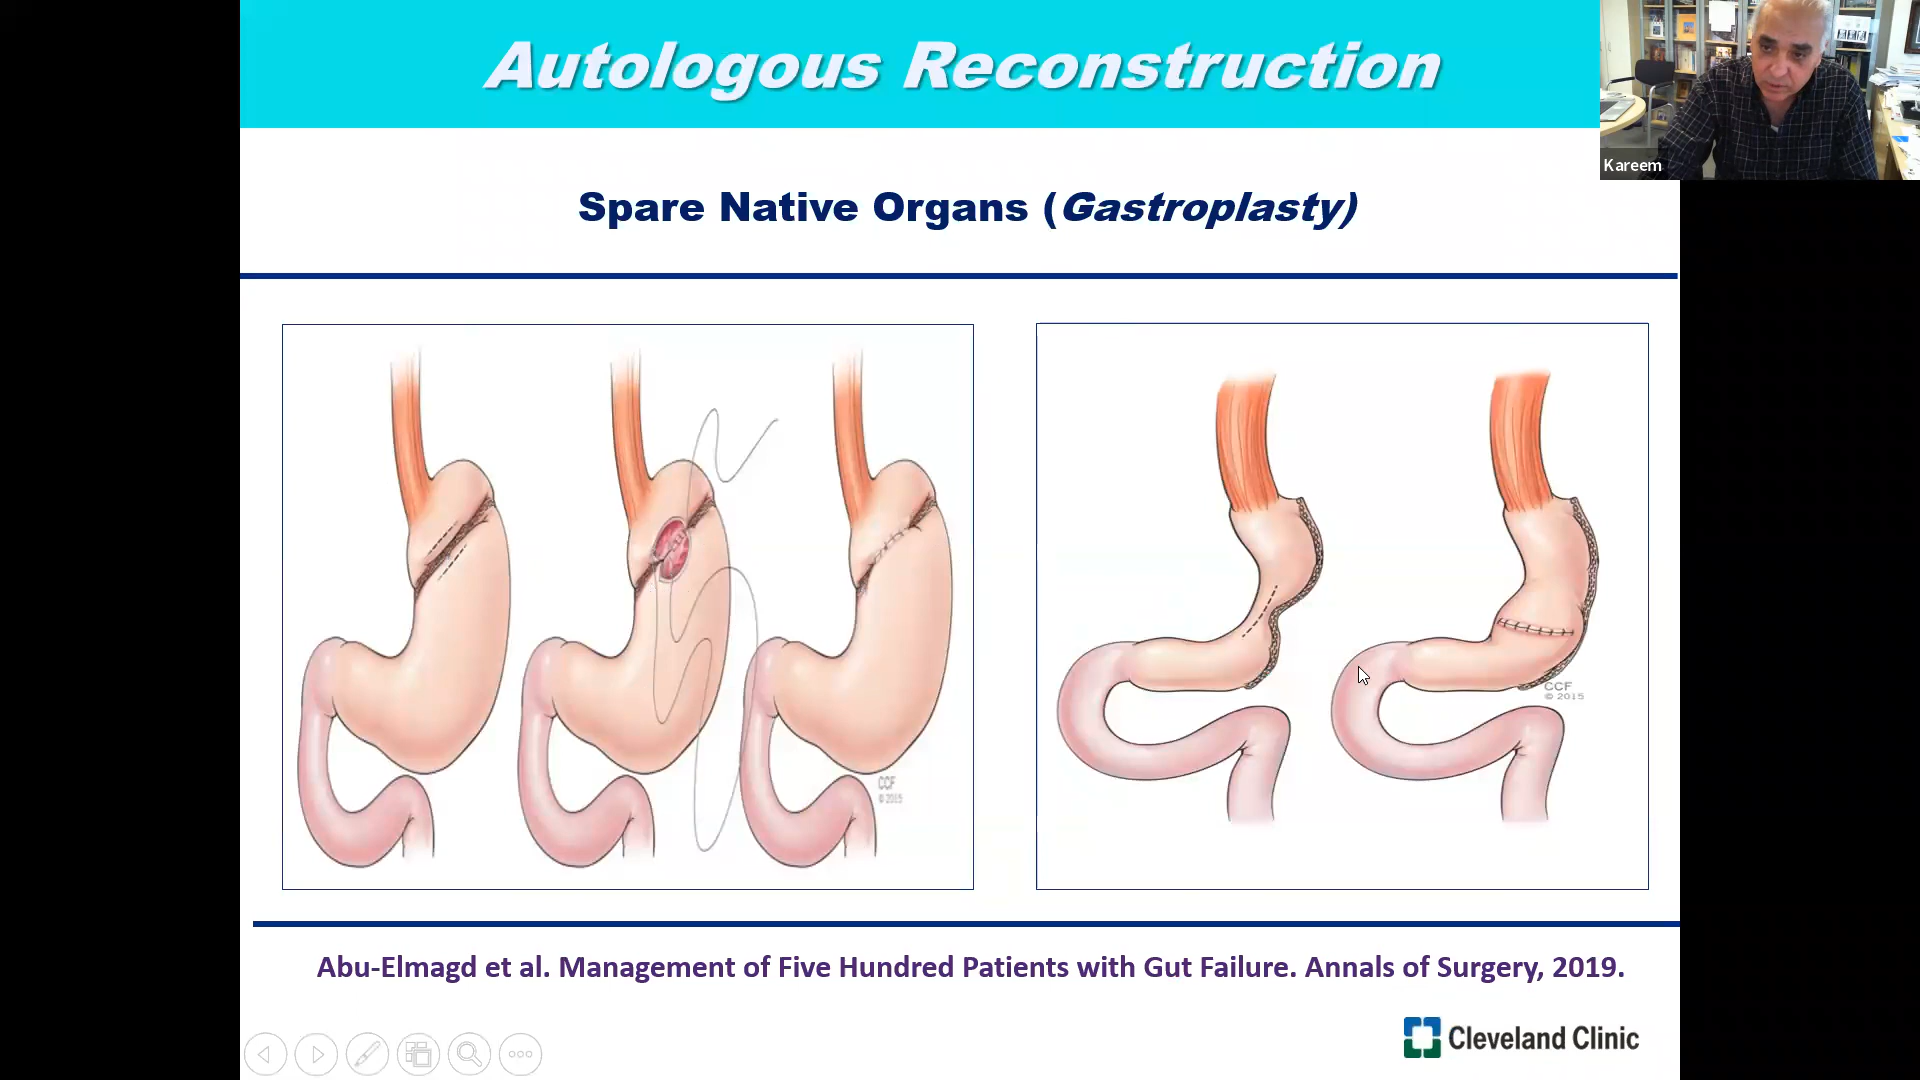 Autologous Reconstruction
Kareem
Spare Native Organs (Gastroplasty)
CCF
© 2015
CCF
© 2015
Abu-Elmagd et al. Management of Five Hundred Patients with Gut Failure. Annals of Surgery, 2019.
Cleveland Clinic